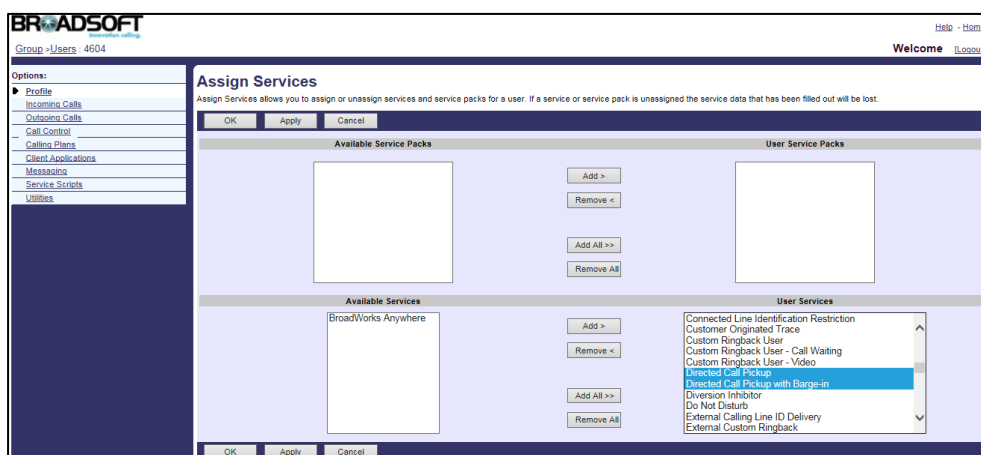 BROADSOFT
Innovation calling.
Help - Hom
Group >Users : 4604
Welcome [Logou
Options:
Profile
Incoming Calls
Outgoing Calls
Call Control
Calling Plans
Client Applications
Messaging
Service Scripts
Utilities
Assign Services
Assign Services allows you to assign or unassign services and service packs for a user. If a service or service pack is unassigned the service data that has been filled out will be lost.
OK Apply Cancel
Available Service Packs User Service Packs
Add >
Remove <
Add All >>
Remove All
Available Services User Services
BroadWorks Anywhere
Add >
Remove <
Add All >>
Remove All
Connected Line Identification Restriction
Customer Originated Trace
Custom Ringback User
Custom Ringback User - Call Waiting
Custom Ringback User - Video
Directed Call Pickup
Directed Call Pickup with Barge-in
Diversion Inhibitor
Do Not Disturb
External Calling Line ID Delivery
External Custom Ringback
OK Apply Cancel